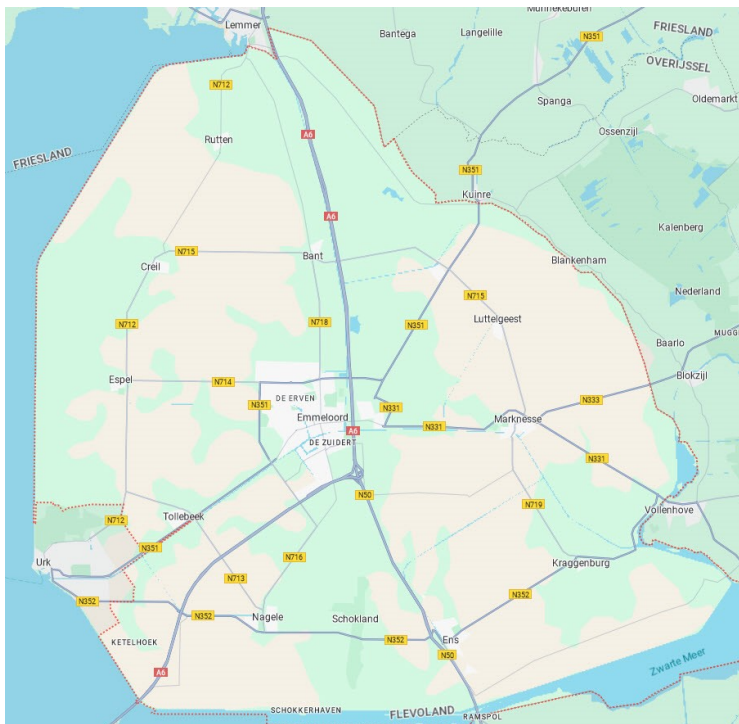 Lemmer
Munnekeburen
Bantega
Langelille
N351
FRIESLAND
OVERIJSSEL
Oldemarkt
N712
Spanga
Ossenzijl
A6
Rutten
FRIESLAND
N351
Kuinre
A6
Kalenberg
N715
Bant
Creil
Blankenham
Nederland
N715
N712
N718
N351
Luttelgeest
MUGG
Baarlo
Blokzijl
Espel
N714
DE ERVEN
N351
N331
N333
Emmeloord
Marknesse
A6
N331
DE ZUIDERT
N331
N50
N719
Vollenhove
Tollebeek
N712
N351
Urk
N716
Kraggenburg
N713
N352
N352
N352
Nagele
Schokland
N352
Ens
KETELHOEK
N50
Zwarte Meer
A6
SCHOKKERHAVEN
FLEVOLAND
RAMSPOL